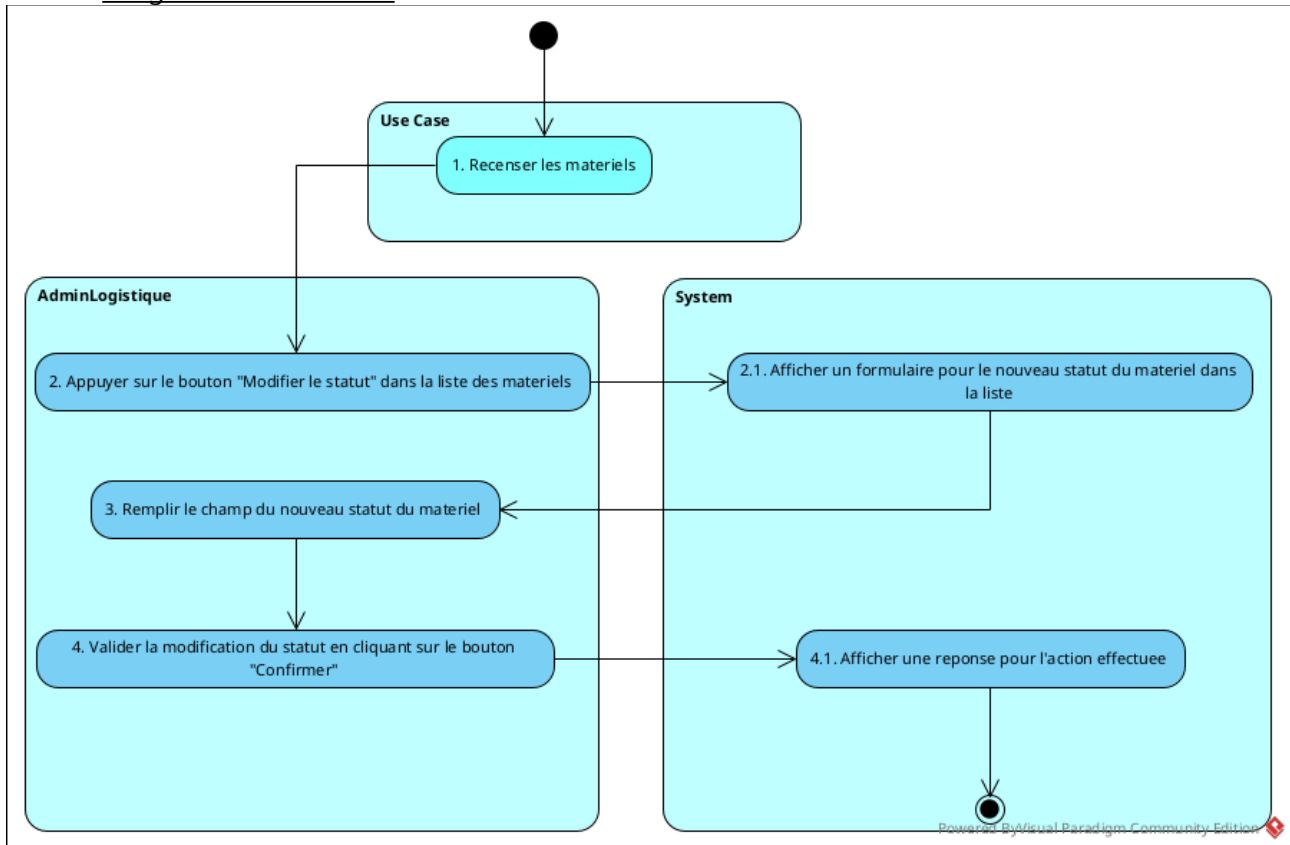 Use Case
1. Recenser les materiels
AdminLogistique
System
2. Appuyer sur le bouton "Modifier le statut" dans la liste des materiels
2.1. Afficher un formulaire pour le nouveau statut du materiel dans
la liste
3. Remplir le champ du nouveau statut du materiel
4. Valider la modification du statut en cliquant sur le bouton
"Confirmer"
4.1. Afficher une reponse pour l'action effectuee
Powered ByVisual Paradigm Community Edition